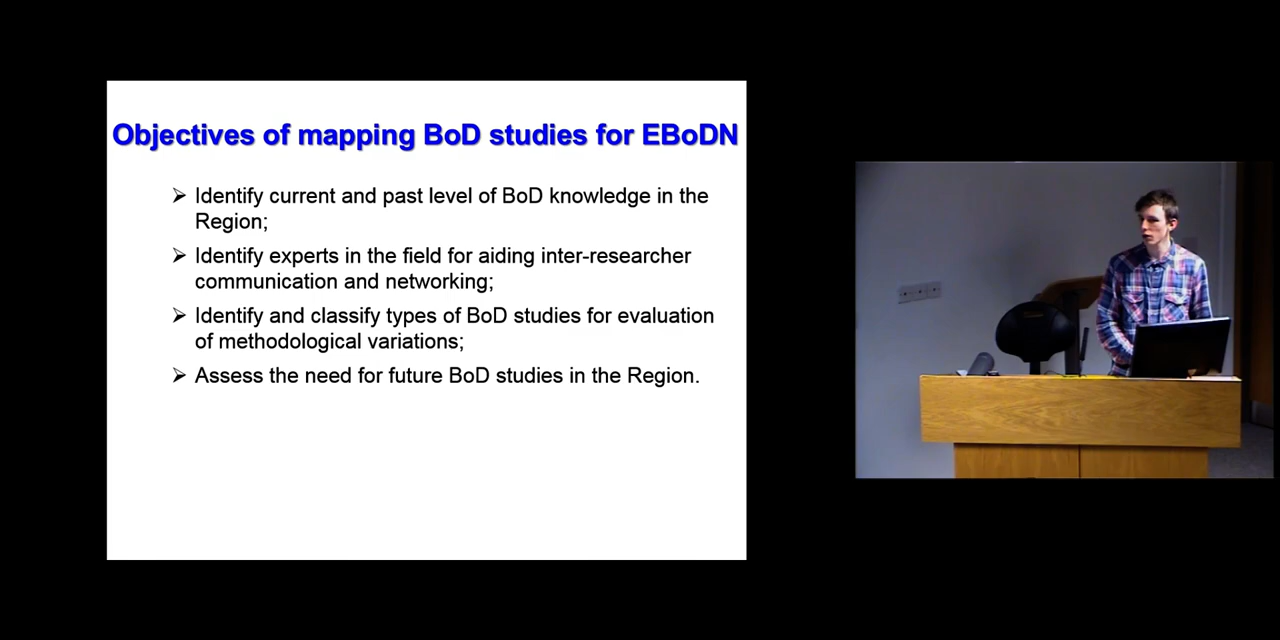 Objectives of mapping BoD studies for EBoDN
➢ Identify current and past level of BoD knowledge in the
Region;
➢ Identify experts in the field for aiding inter-researcher
communication and networking;
➢ Identify and classify types of BoD studies for evaluation
of methodological variations;
➢ Assess the need for future BoD studies in the Region.